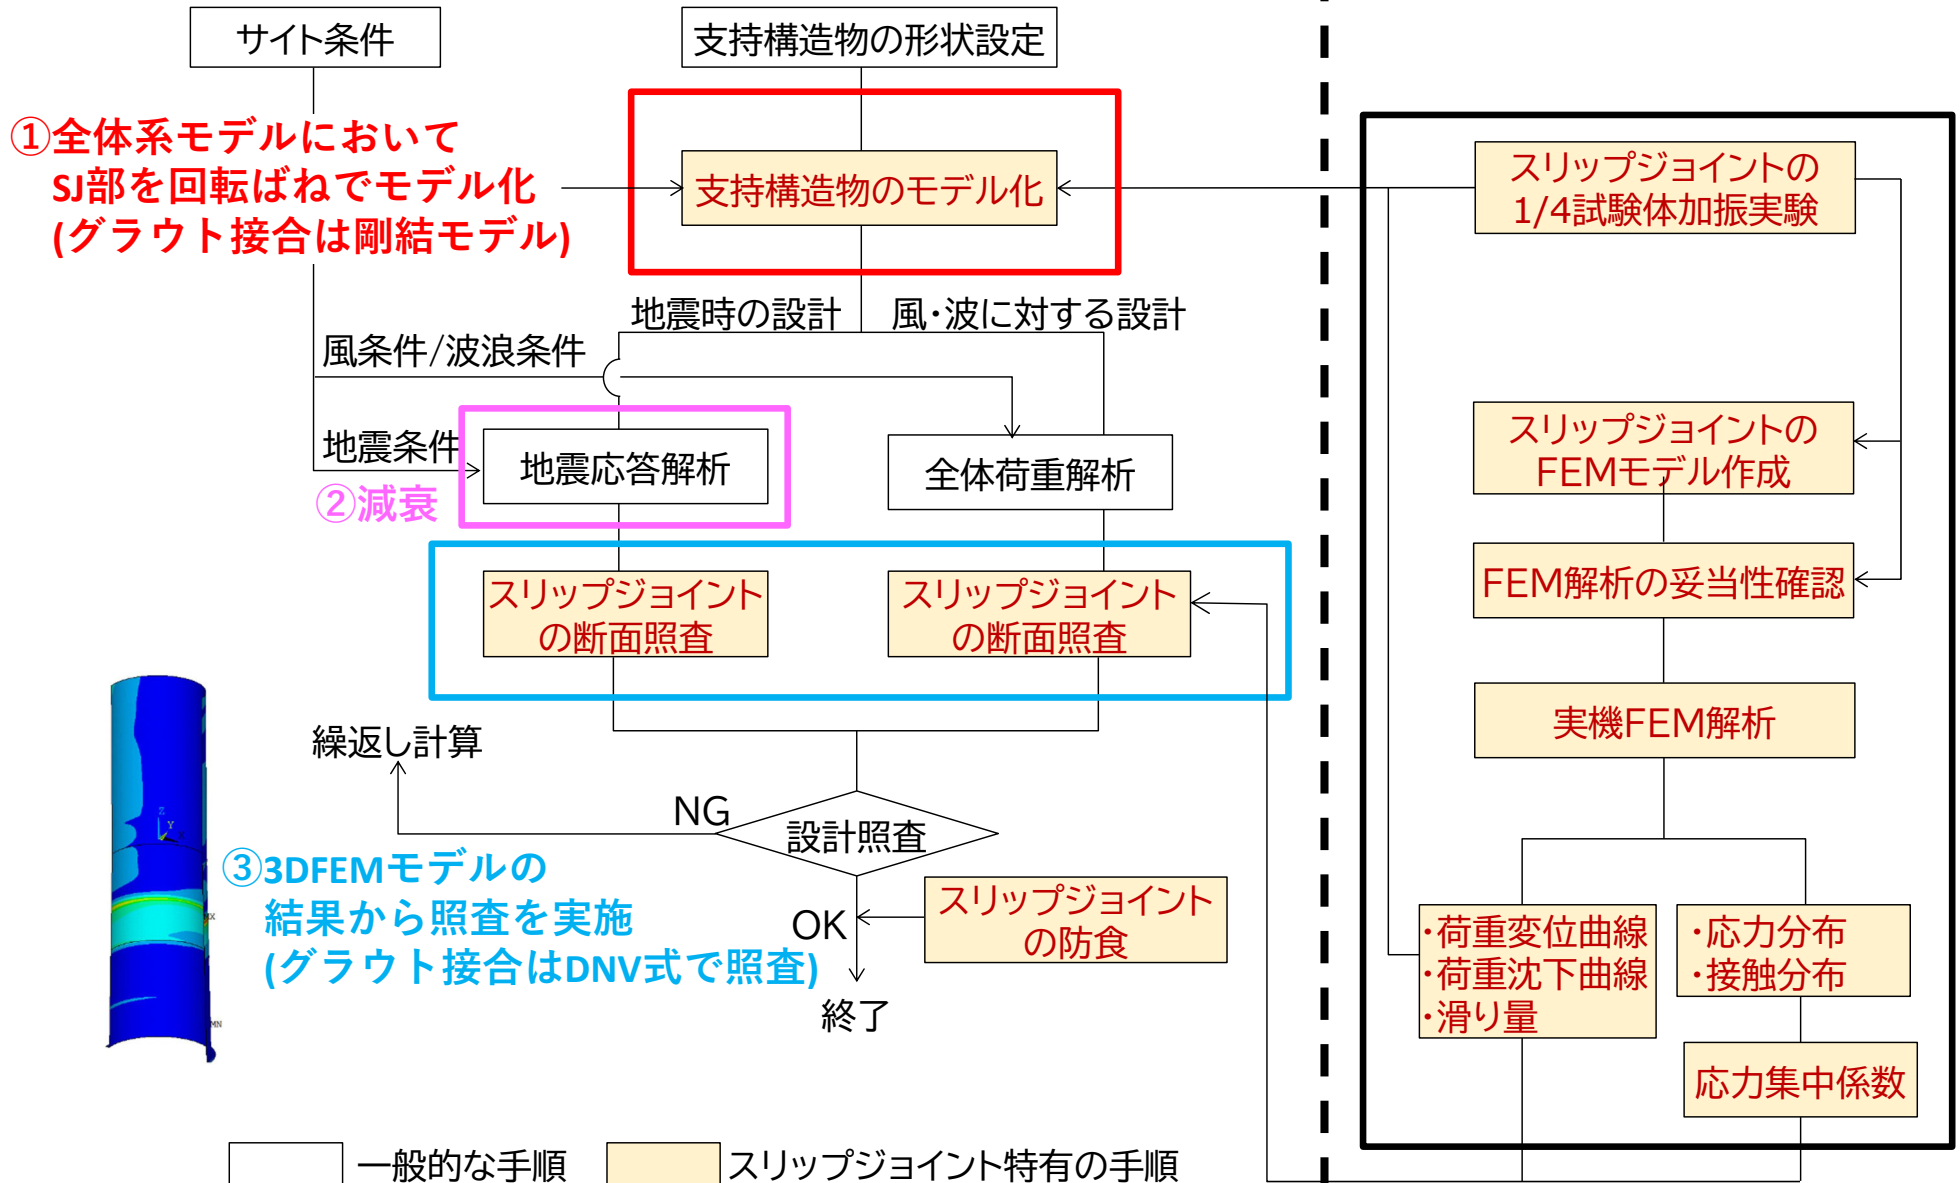 サイト条件
支持構造物の形状設定
①全体系モデルにおいて
SJ部を回転ばねでモデル化
(グラウト接合は剛結モデル)
支持構造物のモデル化
スリップジョイントの
1/4試験体加振実験
地震時の設計
風・波に対する設計
風条件/波浪条件
地震条件
②減衰
地震応答解析
全体荷重解析
スリップジョイントの
FEMモデル作成
スリップジョイント
の断面照査
スリップジョイント
の断面照査
FEM解析の妥当性確認
実機FEM解析
繰返し計算
NG
設計照査
③3DFEMモデルの
結果から照査を実施
(グラウト接合はDNV式で照査)
OK
スリップジョイント
の防食
終了
・荷重変位曲線
・荷重沈下曲線
・滑り量
・応力分布
・接触分布
応力集中係数
Z
Y
MX
MN
一般的な手順
スリップジョイント特有の手順